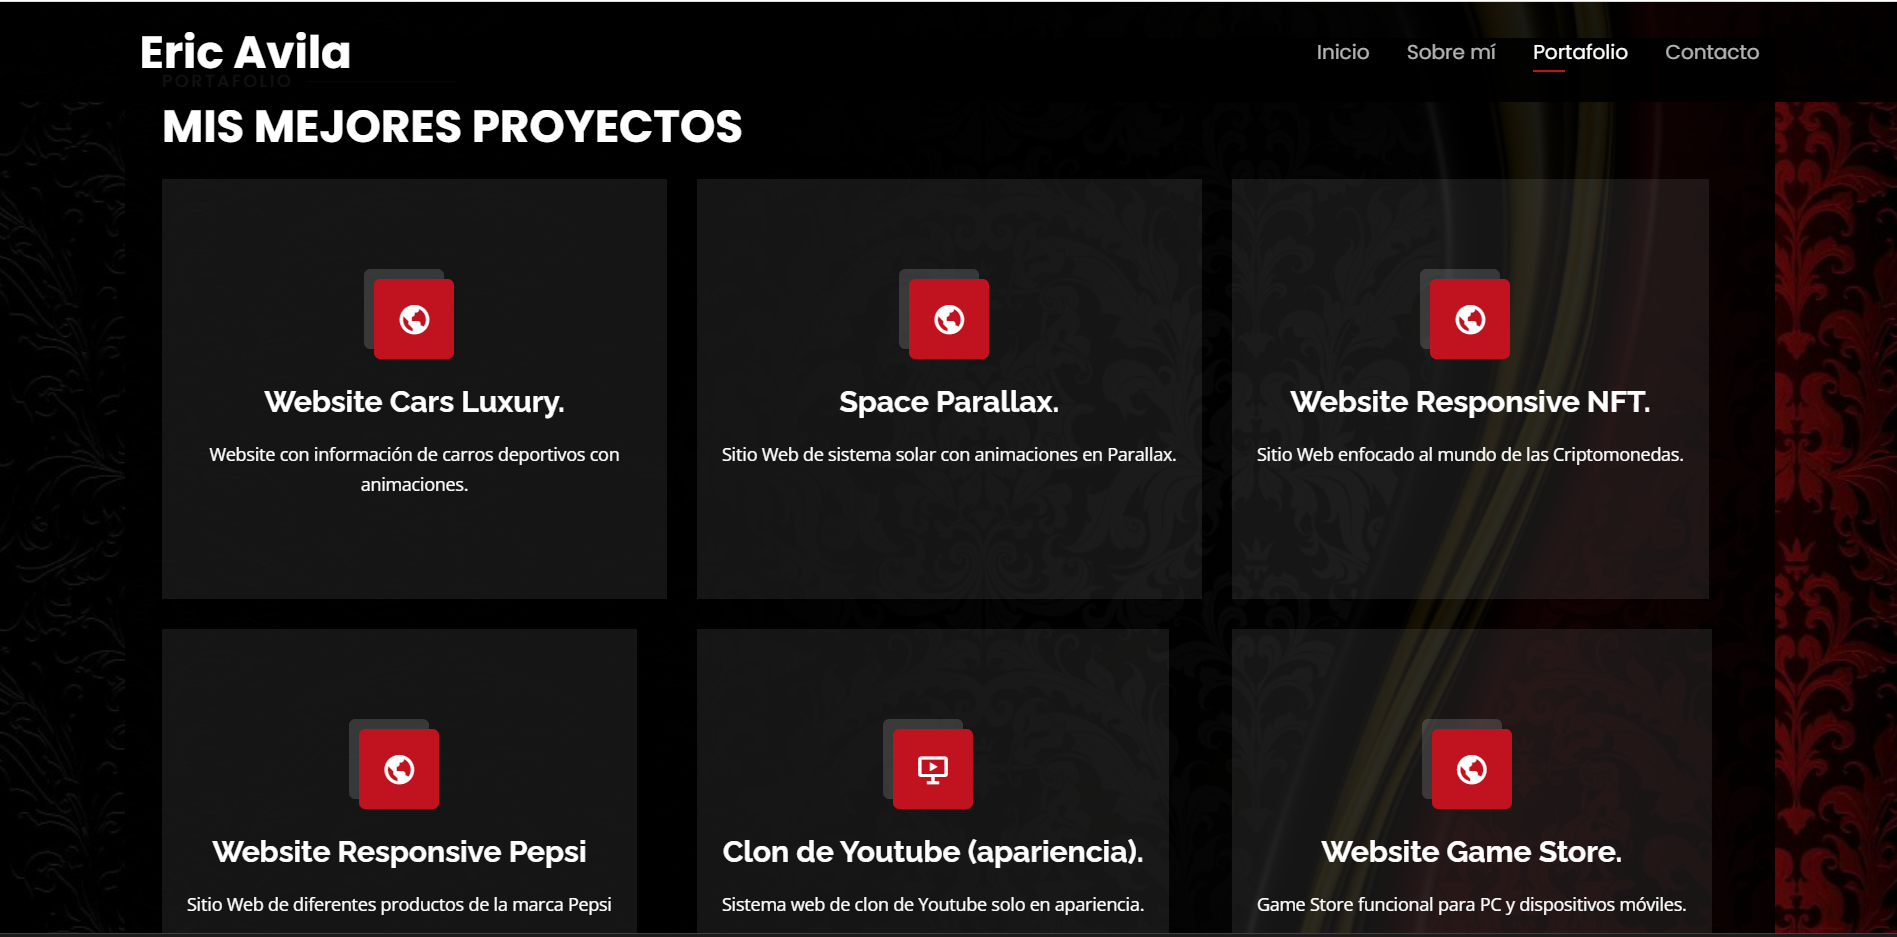 Eric Avila
Inicio
Sobre mí
Portafolio
Contacto
PORTAFOLIO
MIS MEJORES PROYECTOS
Website Cars Luxury.
Website con información de carros deportivos con
animaciones.
Space Parallax.
Sitio Web de sistema solar con animaciones en Parallax.
Website Responsive NFT.
Sitio Web enfocado al mundo de las Criptomonedas.
Website Responsive Pepsi
Sitio Web de diferentes productos de la marca Pepsi
Clon de Youtube (apariencia).
Sistema web de clon de Youtube solo en apariencia.
Website Game Store.
Game Store funcional para PC y dispositivos móviles.